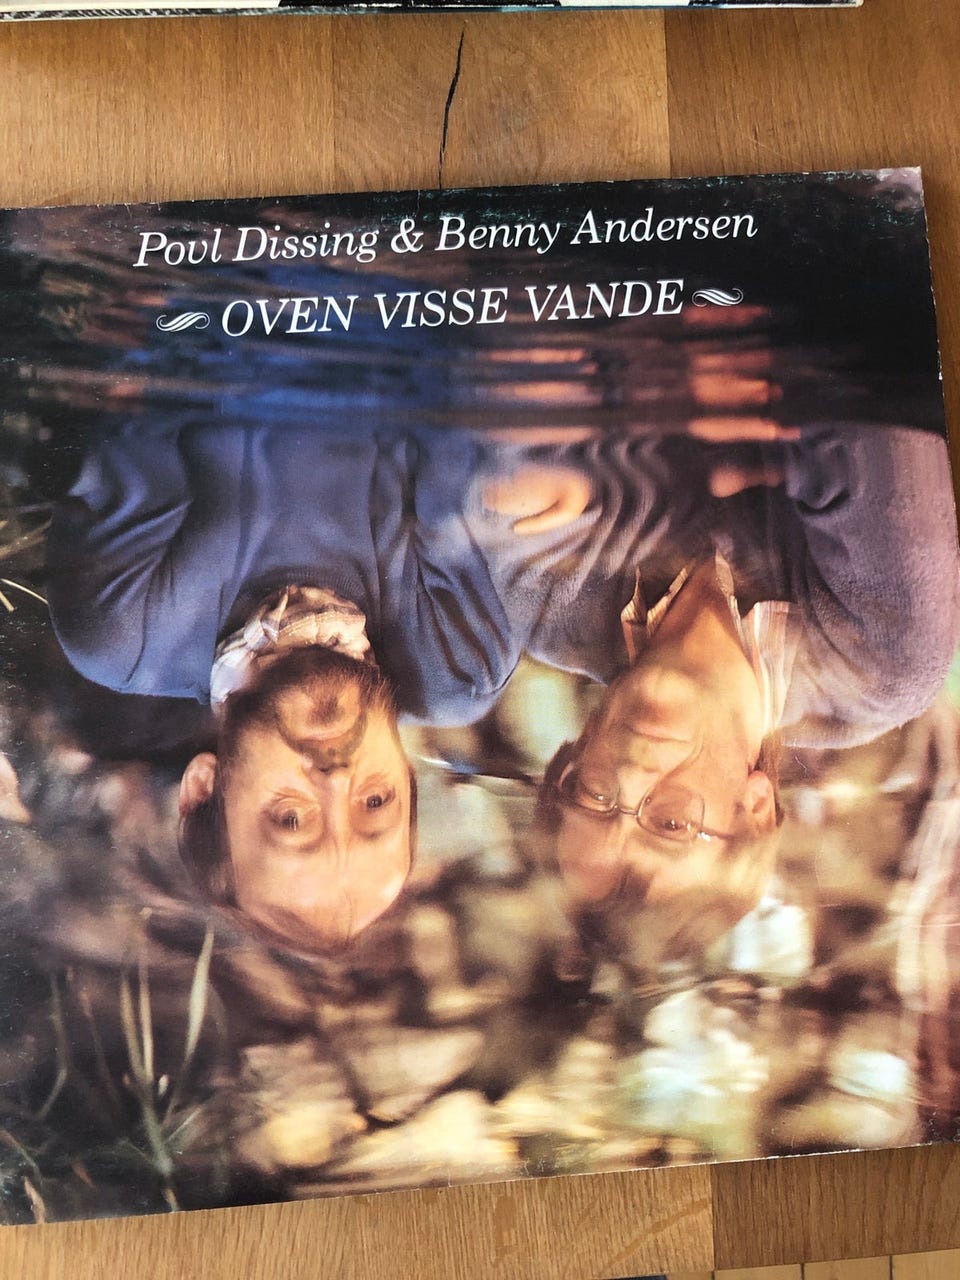 Povl Dissing & Benny Andersen
OVEN VISSE VANDE